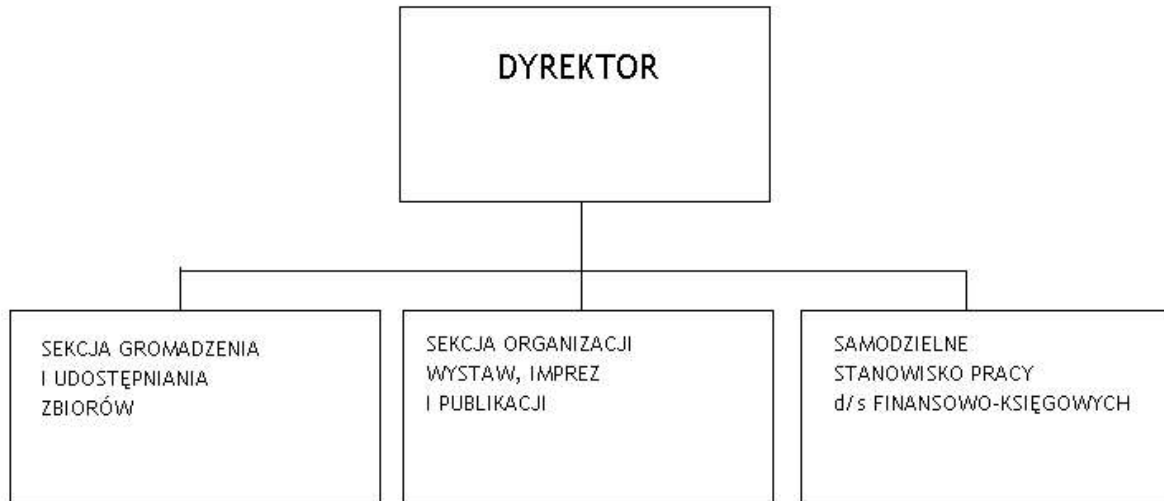 DYREKTOR
SEKCJA GROMADZENIA
I UDOSTĘPNIANIA
ZBIORÓW
SEKCJA ORGANIZACJI
WYSTAW, IMPREZ
I PUBLIKACJI
SAMODZIELNE
STANOWISKO PRACY
d/s FINANSOWO-KSIĘGOWYCH